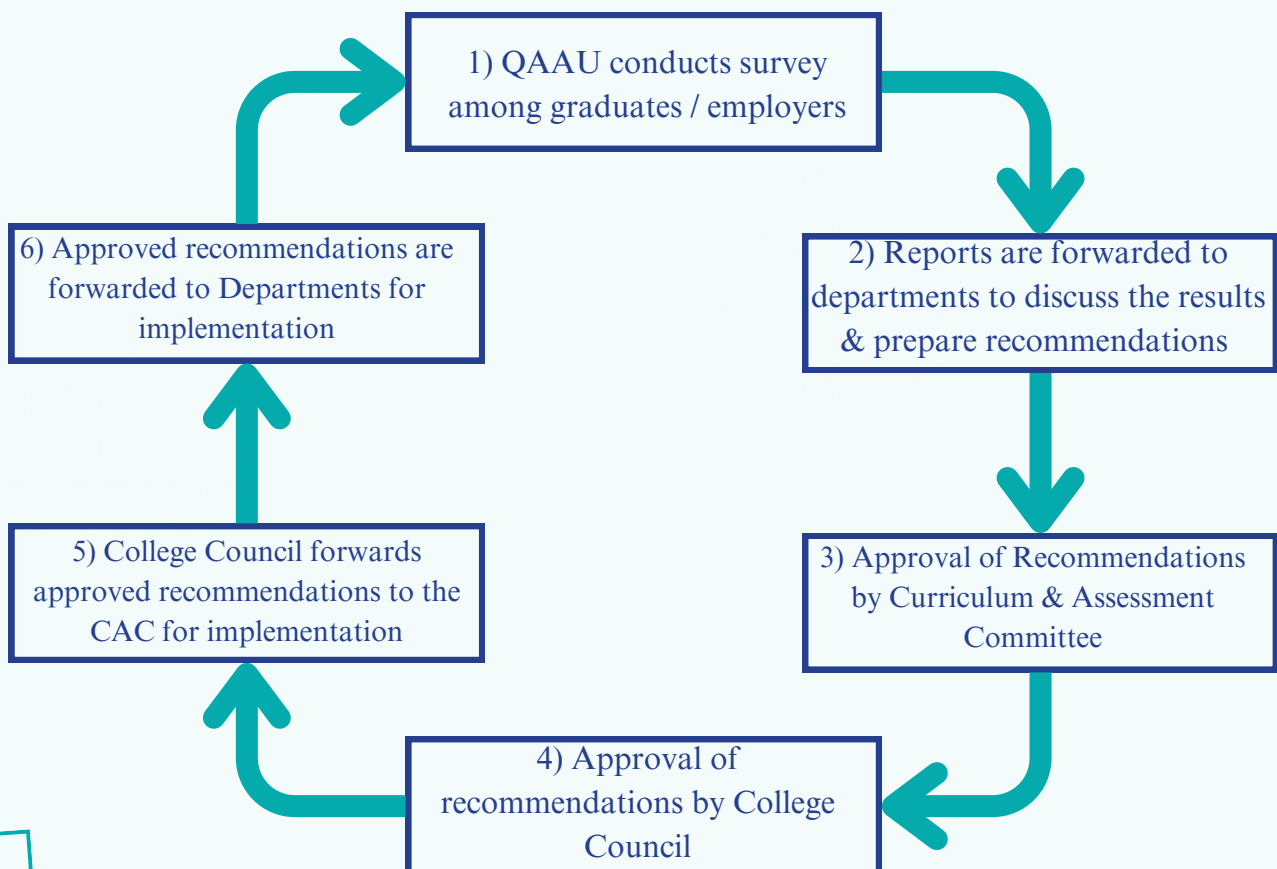 1) QAAU conducts survey
among graduates / employers
2) Reports are forwarded to
departments to discuss the results
& prepare recommendations
3) Approval of Recommendations
by Curriculum & Assessment
Committee
4) Approval of
recommendations by College
Council
5) College Council forwards
approved recommendations to the
CAC for implementation
6) Approved recommendations are
forwarded to Departments for
implementation